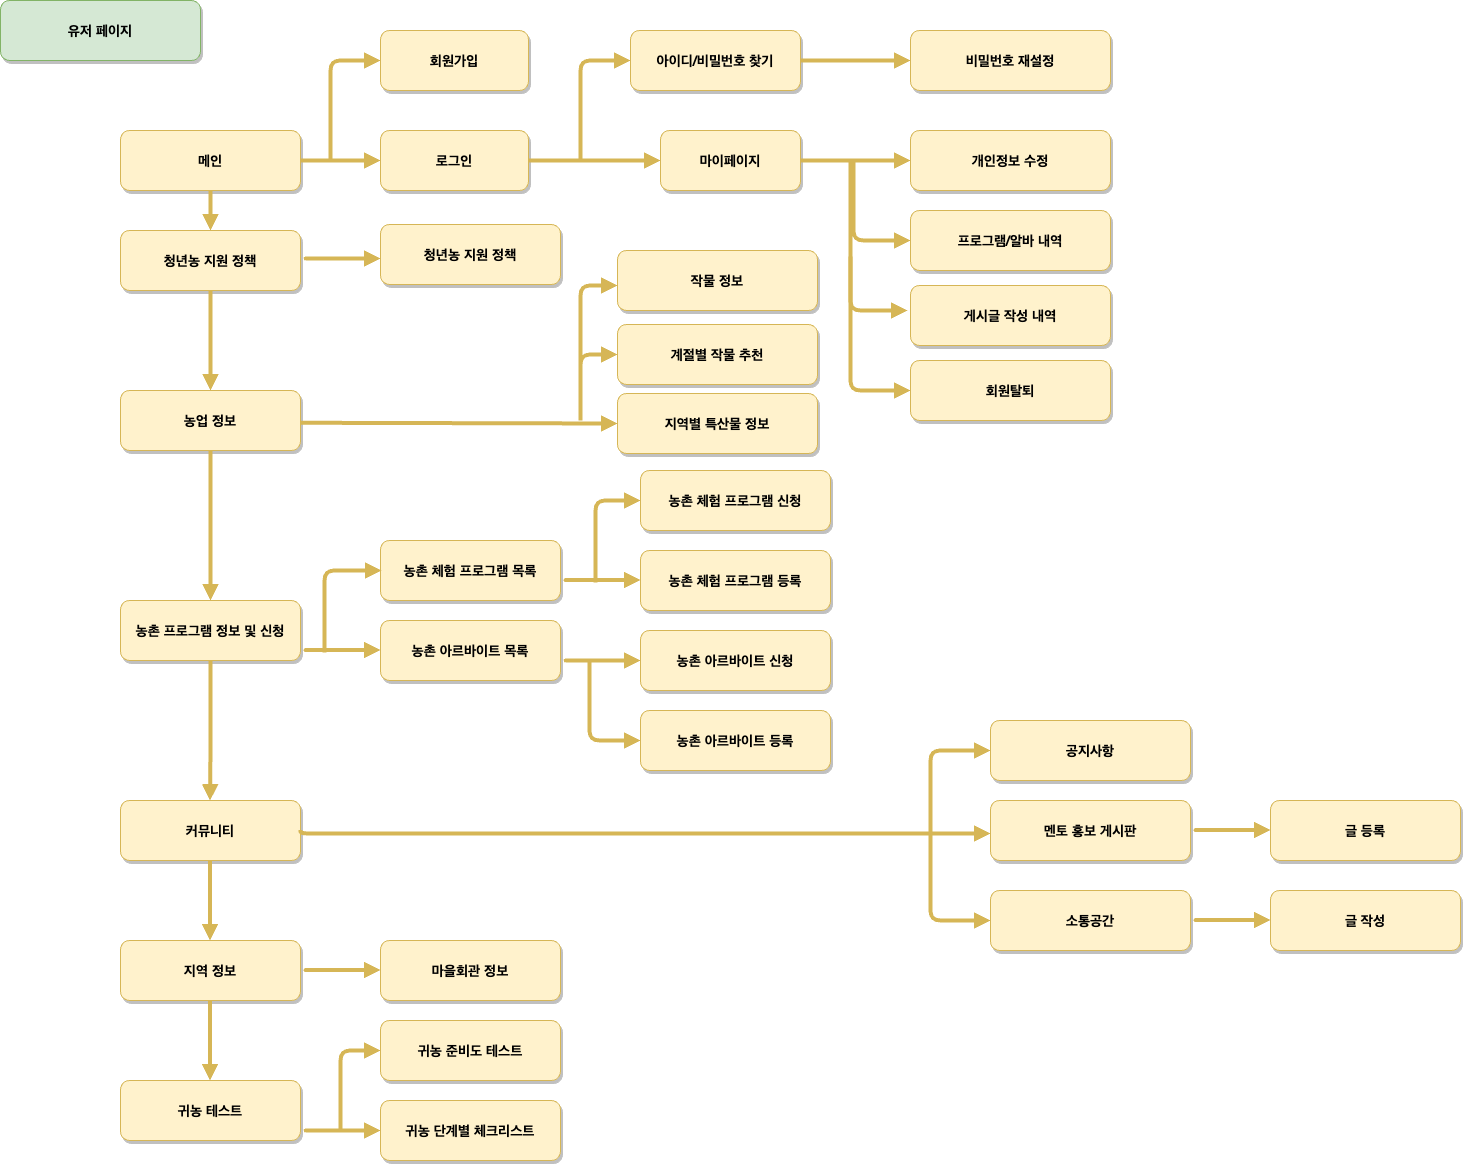 유저 페이지
회원가입
아이디/비밀번호 찾기
비밀번호 재설정
메인
로그인
마이페이지
개인정보 수정
청년농 지원 정책
청년농 지원 정책
프로그램/알바 내역
작물 정보
게시글 작성 내역
계절별 작물 추천
회원탈퇴
농업 정보
지역별 특산물 정보
농촌 체험 프로그램 신청
농촌 체험 프로그램 목록
농촌 체험 프로그램 등록
농촌 프로그램 정보 및 신청
농촌 아르바이트 목록
농촌 아르바이트 신청
농촌 아르바이트 등록
공지사항
커뮤니티
멘토 홍보 게시판
글 등록
소통공간
글 작성
지역 정보
마을회관 정보
귀농 준비도 테스트
귀농 테스트
귀농 단계별 체크리스트